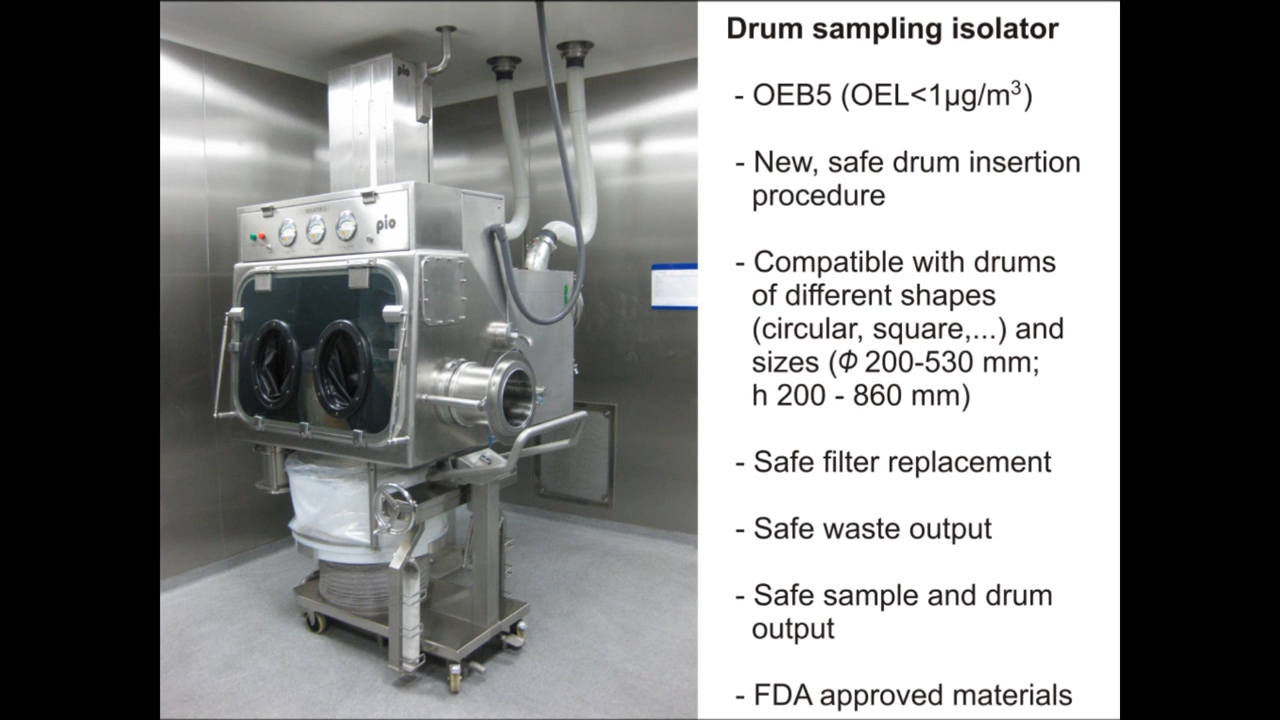 Drum sampling isolator
- OEB5 (OEL<1µg/m³)
- New, safe drum insertion
procedure
- Compatible with drums
of different shapes
(circular, square,...) and
sizes (Φ 200-530 mm;
h 200 - 860 mm)
- Safe filter replacement
- Safe waste output
- Safe sample and drum
output
- FDA approved materials
pio
pio